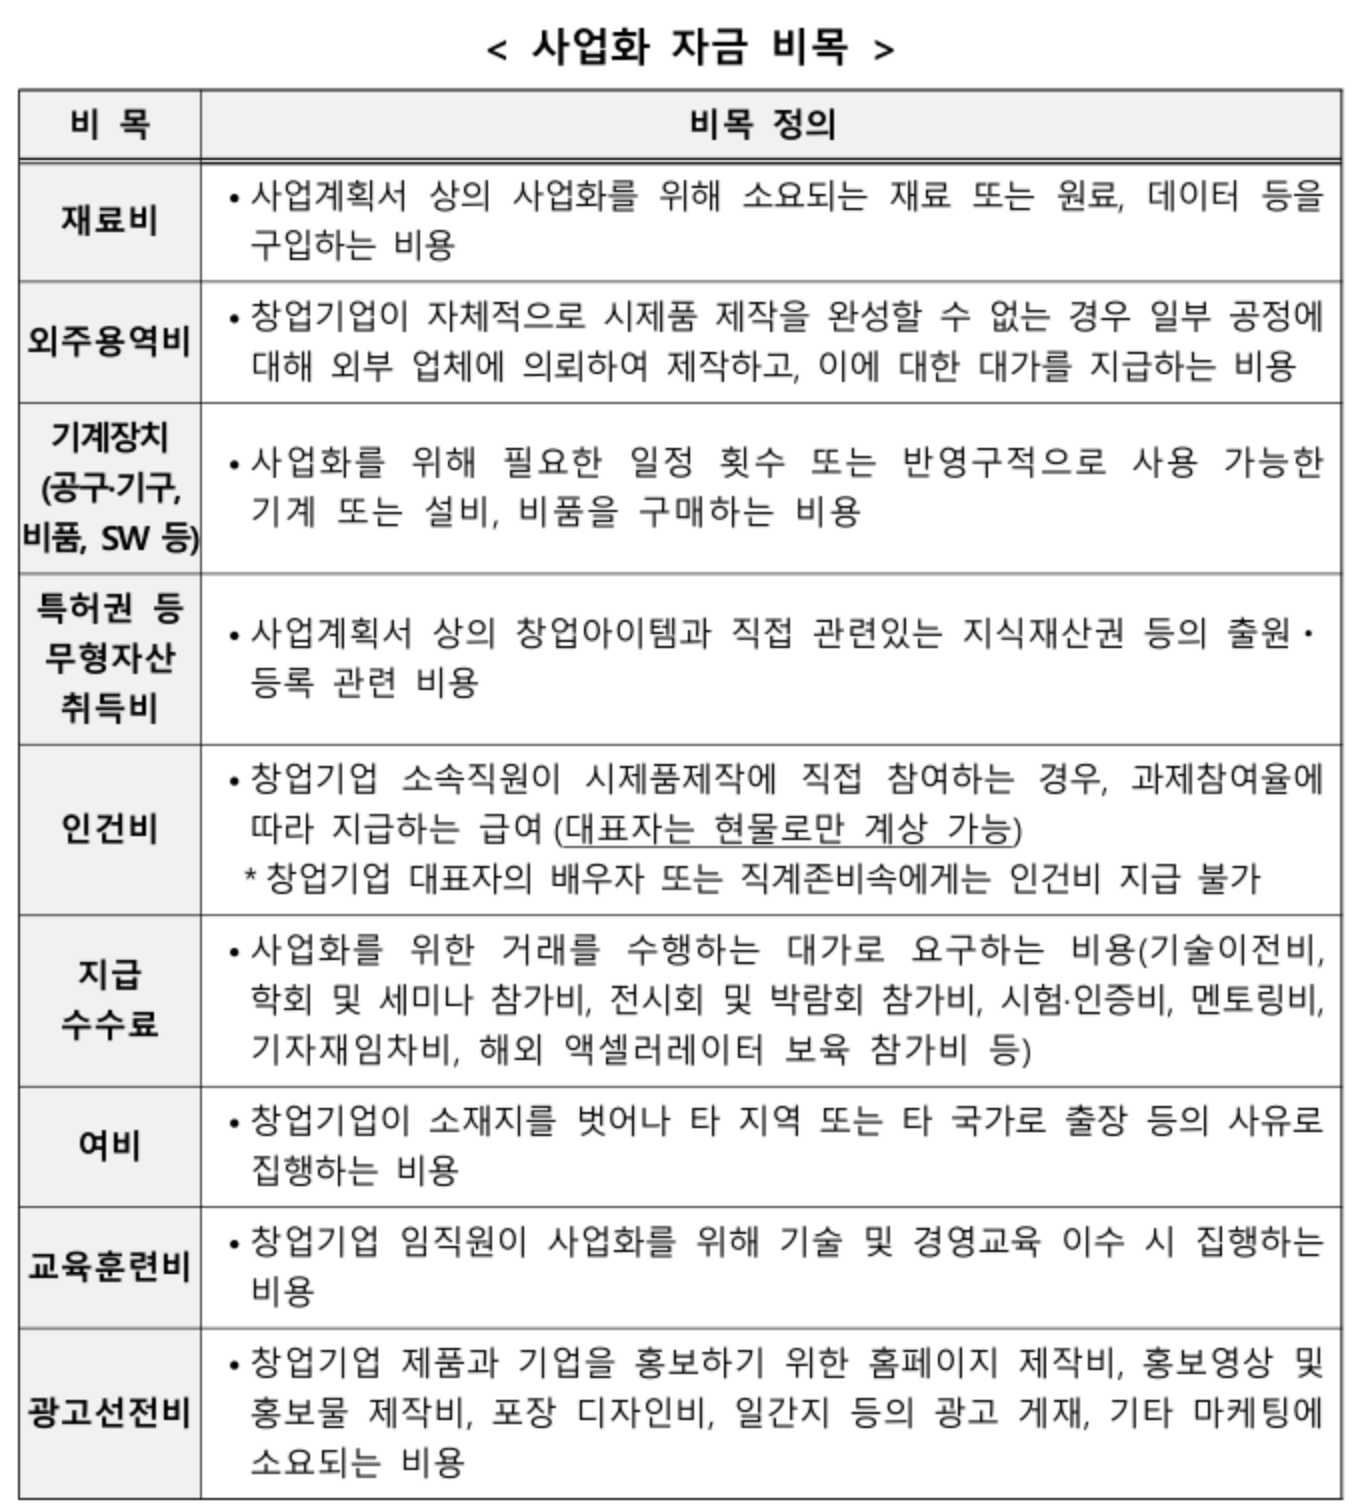 < 사업화 자금 비목 >
비 목
비목 정의
재료비
• 사업계획서 상의 사업화를 위해 소요되는 재료 또는 원료, 데이터 등을
구입하는 비용
외주용역비
• 창업기업이 자체적으로 시제품 제작을 완성할 수 없는 경우 일부 공정에
대해 외부 업체에 의뢰하여 제작하고, 이에 대한 대가를 지급하는 비용
기계장치
(공구·기구,
비품, SW 등)
• 사업화를 위해 필요한 일정 횟수 또는 반영구적으로 사용 가능한
기계 또는 설비, 비품을 구매하는 비용
특허권 등
무형자산
취득비
• 사업계획서 상의 창업아이템과 직접 관련있는 지식재산권 등의 출원·
등록 관련 비용
인건비
• 창업기업 소속직원이 시제품제작에 직접 참여하는 경우, 과제참여율에
따라 지급하는 급여 (대표자는 현물로만 계상 가능)
* 창업기업 대표자의 배우자 또는 직계존비속에게는 인건비 지급 불가
지급
수수료
• 사업화를 위한 거래를 수행하는 대가로 요구하는 비용(기술이전비,
학회 및 세미나 참가비, 전시회 및 박람회 참가비, 시험·인증비, 멘토링비,
기자재임차비, 해외 액셀러레이터 보육 참가비 등)
여비
• 창업기업이 소재지를 벗어나 타 지역 또는 타 국가로 출장 등의 사유로
집행하는 비용
교육훈련비
• 창업기업 임직원이 사업화를 위해 기술 및 경영교육 이수 시 집행하는
비용
광고선전비
• 창업기업 제품과 기업을 홍보하기 위한 홈페이지 제작비, 홍보영상 및
홍보물 제작비, 포장 디자인비, 일간지 등의 광고 게재, 기타 마케팅에
소요되는 비용